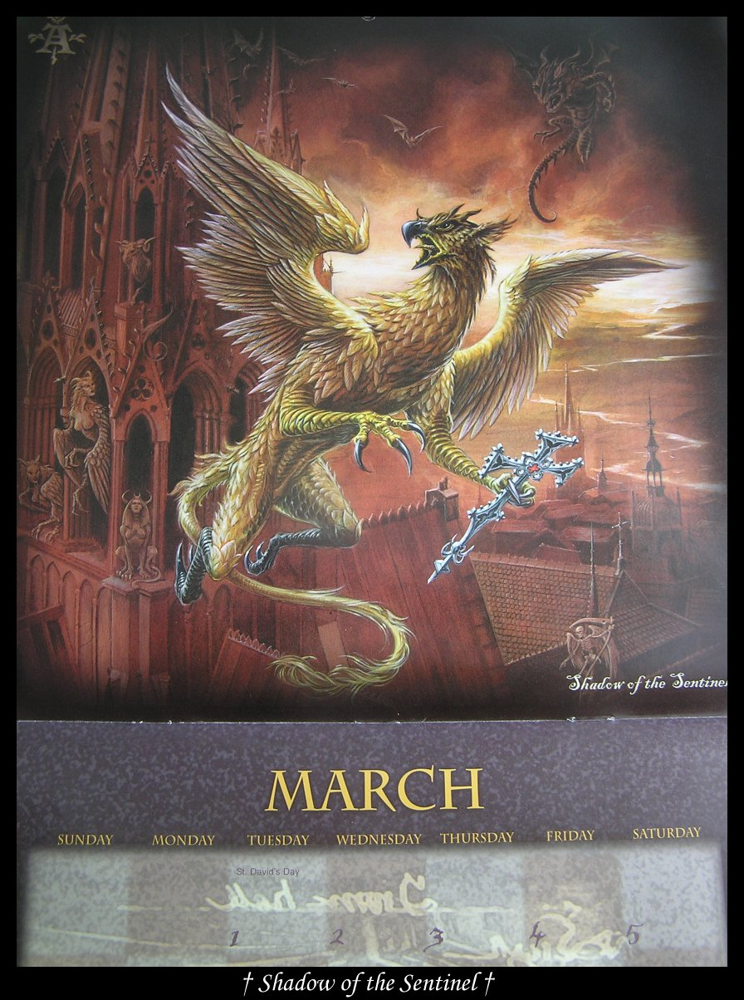 A
Shadow of the Sentinel
MARCH
SUNDAY MONDAY TUESDAY WEDNESDAY THURSDAY FRIDAY SATURDAY
St. David's Day
1 2 3 4 5
† Shadow of the Sentinel †